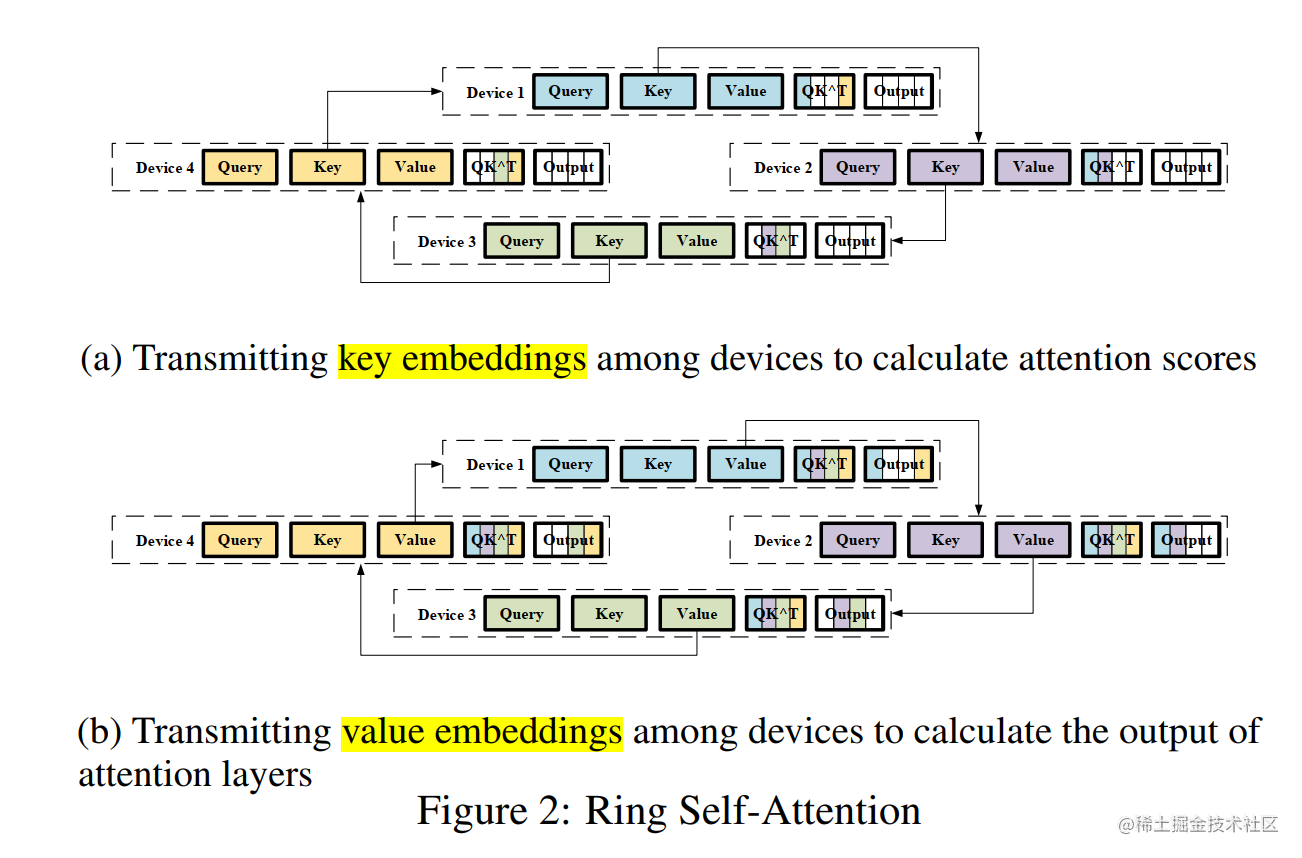 Device 1 Query Key Value QK^T Output
Device 4 Query Key Value QK^T Output
Device 2 Query Key Value QK^T Output
Device 3 Query Key Value QK^T Output
(a) Transmitting key embeddings among devices to calculate attention scores
Device 1 Query Key Value QK^T Output
Device 4 Query Key Value QK^T Output
Device 2 Query Key Value QK^T Output
Device 3 Query Key Value QK^T Output
(b) Transmitting value embeddings among devices to calculate the output of
attention layers
Figure 2: Ring Self-Attention
@稀土掘金技术社区